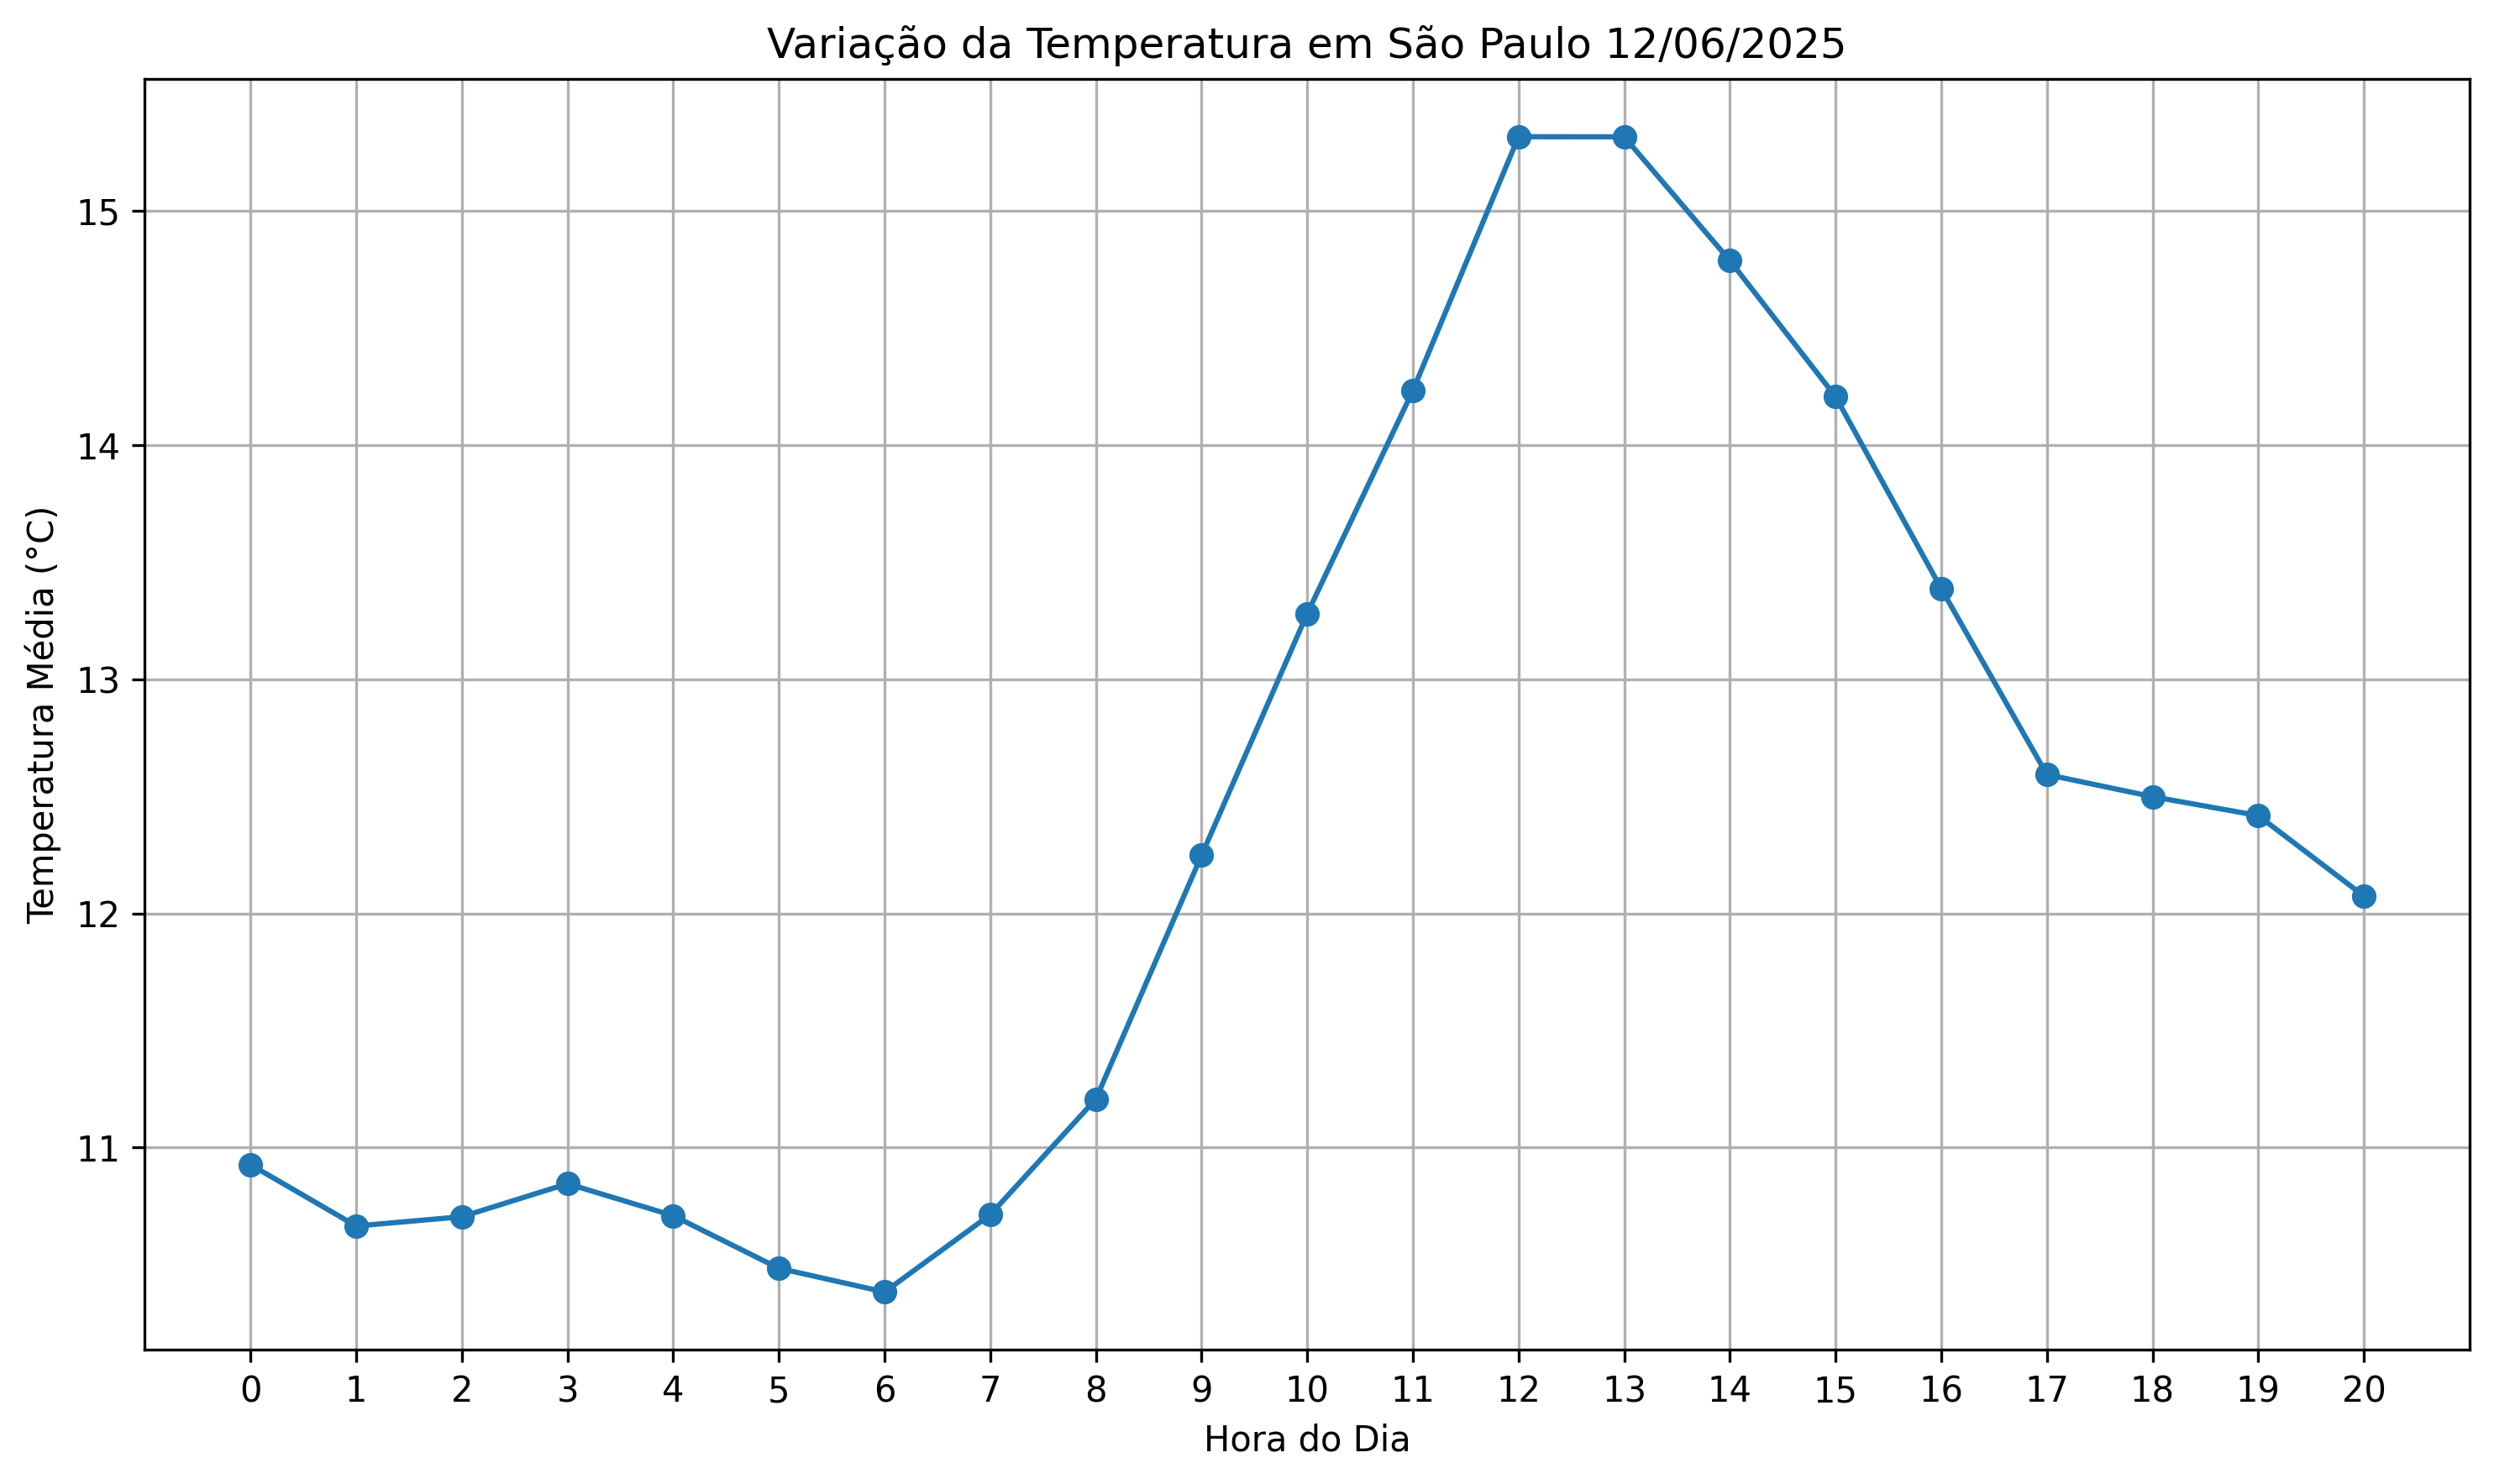 Variação da Temperatura em São Paulo 12/06/2025
Temperatura Média (°C)
15
14
13
12
11
0 1 2 3 4 5 6 7 8 9 10 11 12 13 14 15 16 17 18 19 20
Hora do Dia